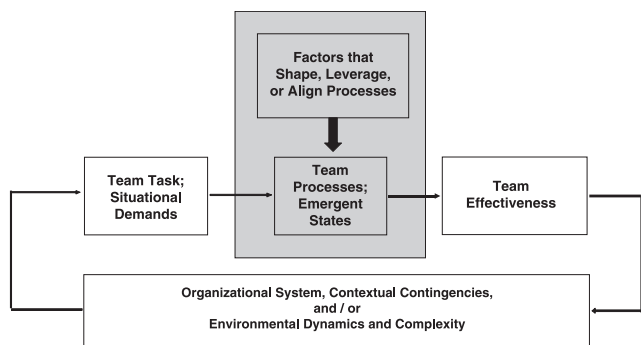 Factors that
Shape, Leverage,
or Align Processes
Team Task;
Situational
Demands
Team
Processes;
Emergent
States
Team
Effectiveness
Organizational System, Contextual Contingencies,
and / or
Environmental Dynamics and Complexity